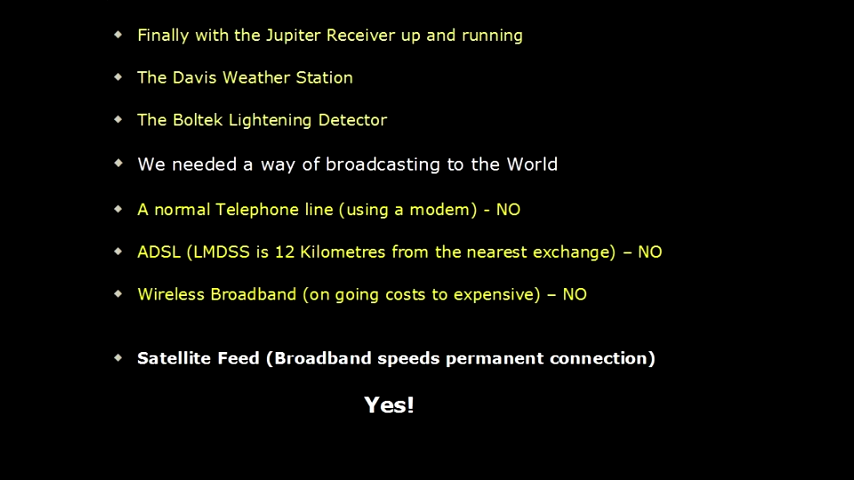 Finally with the Jupiter Receiver up and running
The Davis Weather Station
The Boltek Lightening Detector
We needed a way of broadcasting to the World
A normal Telephone line (using a modem) - NO
ADSL (LMDSS is 12 Kilometres from the nearest exchange) – NO
Wireless Broadband (on going costs to expensive) – NO
Satellite Feed (Broadband speeds permanent connection)
Yes!